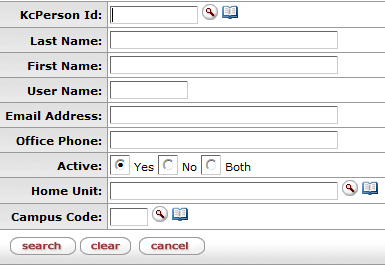 KcPerson Id:
Last Name:
First Name:
User Name:
Email Address:
Office Phone:
Active: Yes No Both
Home Unit:
Campus Code:
search clear cancel